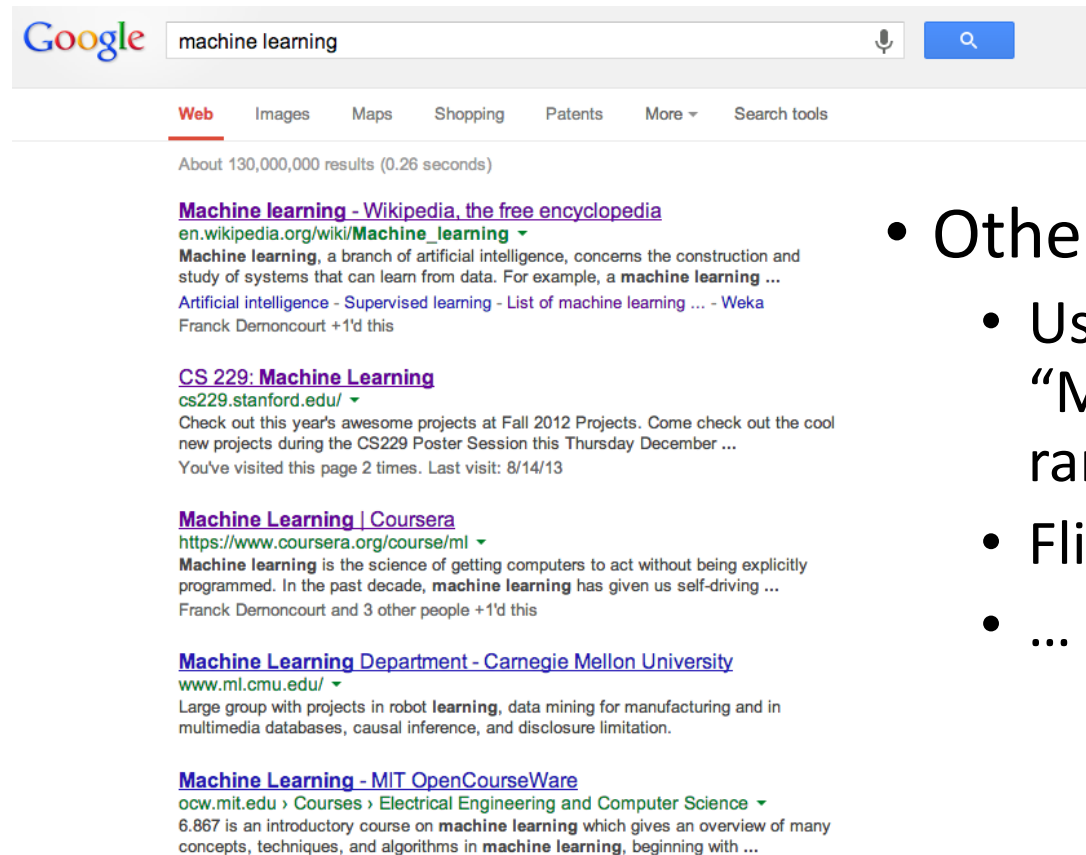 Google machine learning
Web Images Maps Shopping Patents More Search tools
About 130,000,000 results (0.26 seconds)
Machine learning - Wikipedia, the free encyclopedia
en.wikipedia.org/wiki/Machine_learning
Machine learning, a branch of artificial intelligence, concerns the construction and
study of systems that can learn from data. For example, a machine learning ...
Artificial intelligence - Supervised learning - List of machine learning ... - Weka
Franck Dernoncourt +1'd this
CS 229: Machine Learning
cs229.stanford.edu/
Check out this year's awesome projects at Fall 2012 Projects. Come check out the cool
new projects during the CS229 Poster Session this Thursday December ...
You've visited this page 2 times. Last visit: 8/14/13
Machine Learning | Coursera
https://www.coursera.org/course/ml
Machine learning is the science of getting computers to act without being explicitly
programmed. In the past decade, machine learning has given us self-driving ...
Franck Dernoncourt and 3 other people +1'd this
Machine Learning Department - Carnegie Mellon University
www.ml.cmu.edu/
Large group with projects in robot learning, data mining for manufacturing and in
multimedia databases, causal inference, and disclosure limitation.
Machine Learning - MIT OpenCourseWare
ocw.mit.edu › Courses › Electrical Engineering and Computer Science
6.867 is an introductory course on machine learning which gives an overview of many
concepts, techniques, and algorithms in machine learning, beginning with ...
• ...